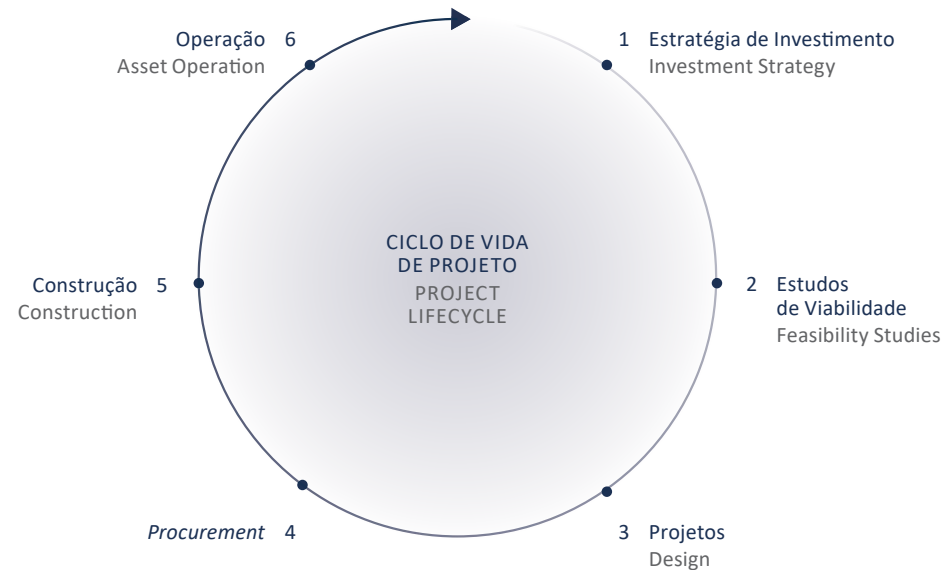 Operação 6
Asset Operation
1 Estratégia de Investimento
Investment Strategy
CICLO DE VIDA
DE PROJETO
PROJECT
LIFECYCLE
Construção 5
Construction
2 Estudos
de Viabilidade
Feasibility Studies
Procurement 4
3 Projetos
Design